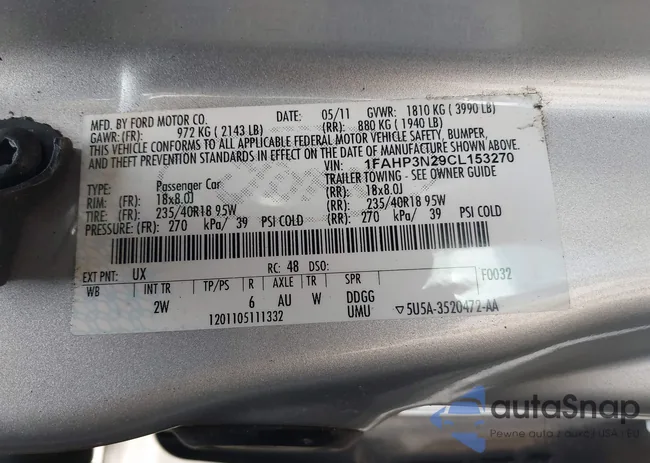 MFD. BY FORD MOTOR CO.
DATE: 05/11 GVWR: 1810 KG ( 3990 LB)
GAWR: (FR): 972 KG ( 2143 LB) (RR): 880 KG ( 1940 LB)
THIS VEHICLE CONFORMS TO ALL APPLICABLE FEDERAL MOTOR VEHICLE SAFETY, BUMPER,
AND THEFT PREVENTION STANDARDS IN EFFECT ON THE DATE OF MANUFACTURE SHOWN ABOVE.
VIN: 1FAHP3N29CL153270
TYPE: Passenger Car TRAILER TOWING - SEE OWNER GUIDE
RIM: (FR): 18x8.0J (RR): 18x8.0J
TIRE: 235/40R18 95W (RR): 235/40R18 95W
PRESSURE: (FR): 270 kPa/ 39 PSI COLD (RR): 270 kPa/ 39 PSI COLD
EXT PNT: UX RC: 48 DSO: F0032
WB INT TR TP/PS R AXLE TR SPR
2W 6 AU W DDGG
UMU
1201105111332 ▽5U5A-3520472-AA
autaSnap
Pewne auta z aukcji USA i EU